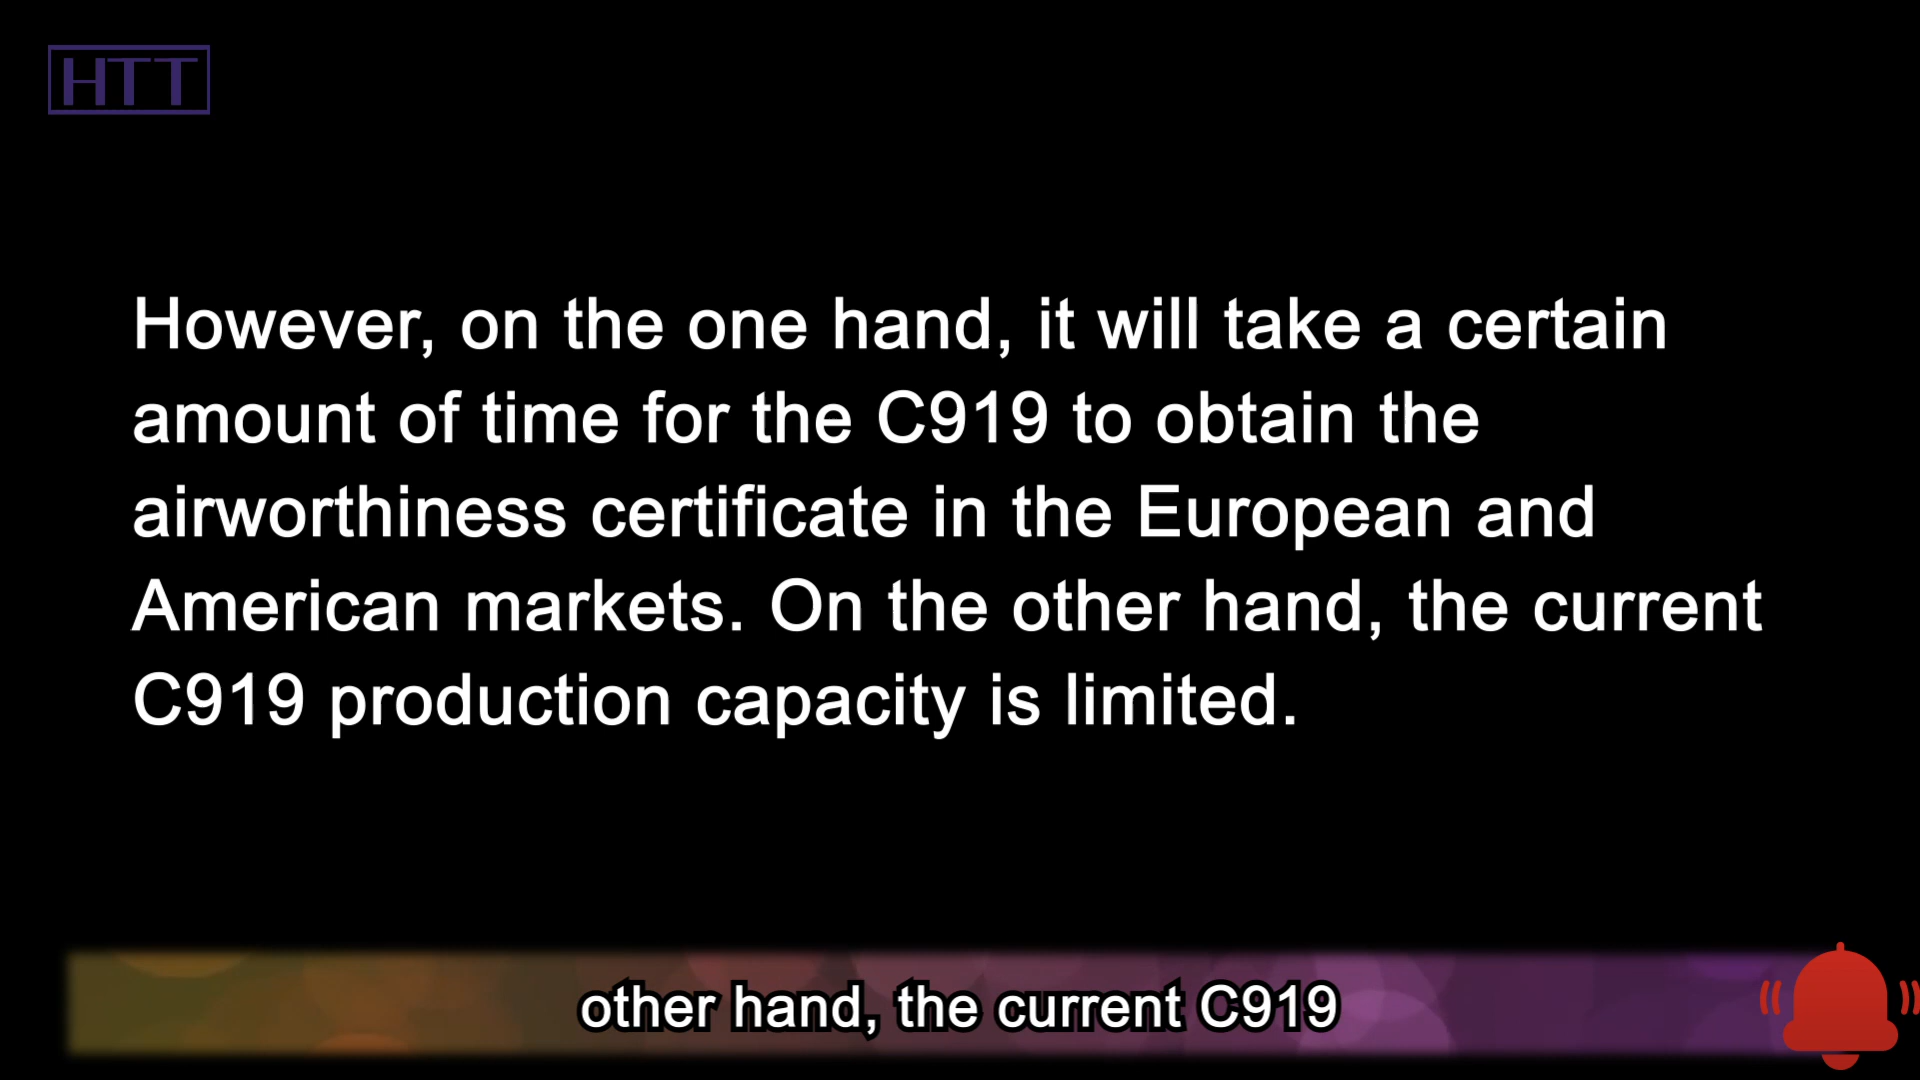 HTT
However, on the one hand, it will take a certain
amount of time for the C919 to obtain the
airworthiness certificate in the European and
American markets. On the other hand, the current
C919 production capacity is limited.
other hand, the current C919